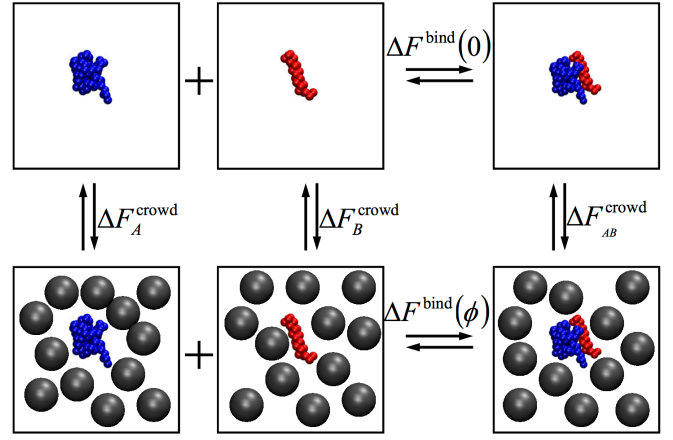 +
ΔF^bind(0)
ΔF_A^crowd
ΔF_B^crowd
ΔF_AB^crowd
+
ΔF^bind(ϕ)